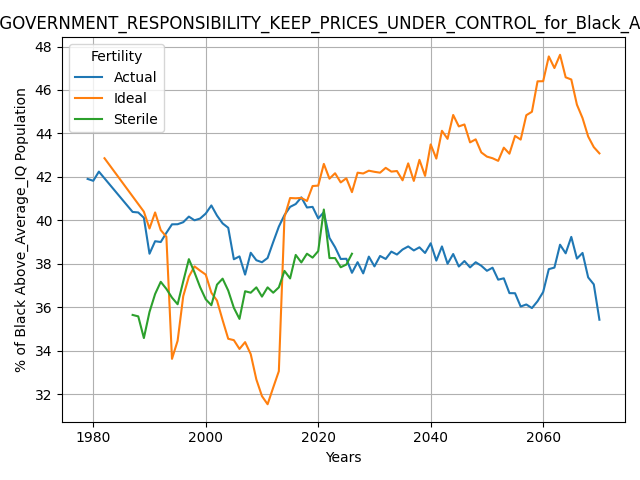 GOVERNMENT_RESPONSIBILITY_KEEP_PRICES_UNDER_CONTROL_for_Black_A
% of Black Above_Average_IQ Population
48
46
44
42
40
38
36
34
32
Fertility
Actual
Ideal
Sterile
1980
2000
2020
2040
2060
Years